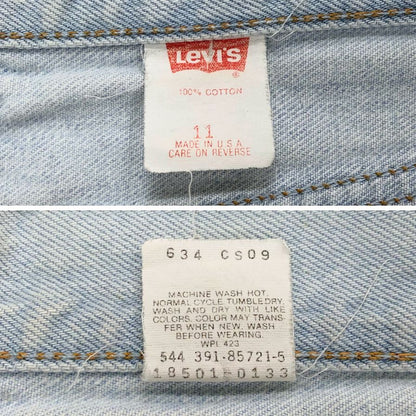 LEVI'S
®
100% COTTON
11
MADE IN U.S.A
CARE ON REVERSE
634 CS09
MACHINE WASH HOT.
NORMAL CYCLE, TUMBLE DRY.
WASH AND DRY WITH LIKE
COLORS. COLOR MAY TRANS-
FER WHEN NEW. WASH
BEFORE WEARING.
WPL 423
544 391-85721-5
18501-0133